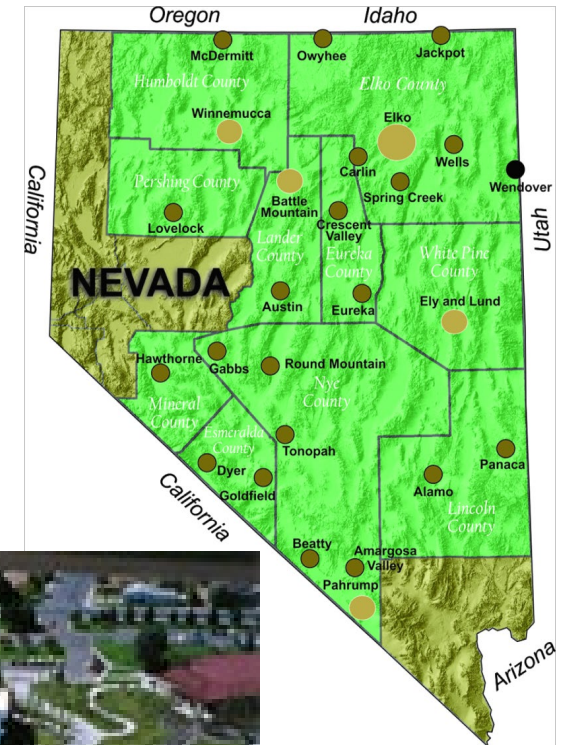 Oregon
Idaho
McDermitt
Owyhee
Jackpot
Humboldt County
Elko County
Winnemucca
Elko
Wells
Carlin
Wendover
Pershing County
Battle
Mountain
Spring Creek
California
Lovelock
Crescent
Valley
Utah
Lander
County
Eureka
County
White Pine
County
NEVADA
Austin
Eureka
Ely and Lund
Hawthorne
Gabbs
Round Mountain
Nye
County
Mineral
County
Esmeralda
County
Tonopah
Dyer
Goldfield
Panaca
Alamo
California
Lincoln
County
Beatty
Amargosa
Valley
Pahrump
Arizona